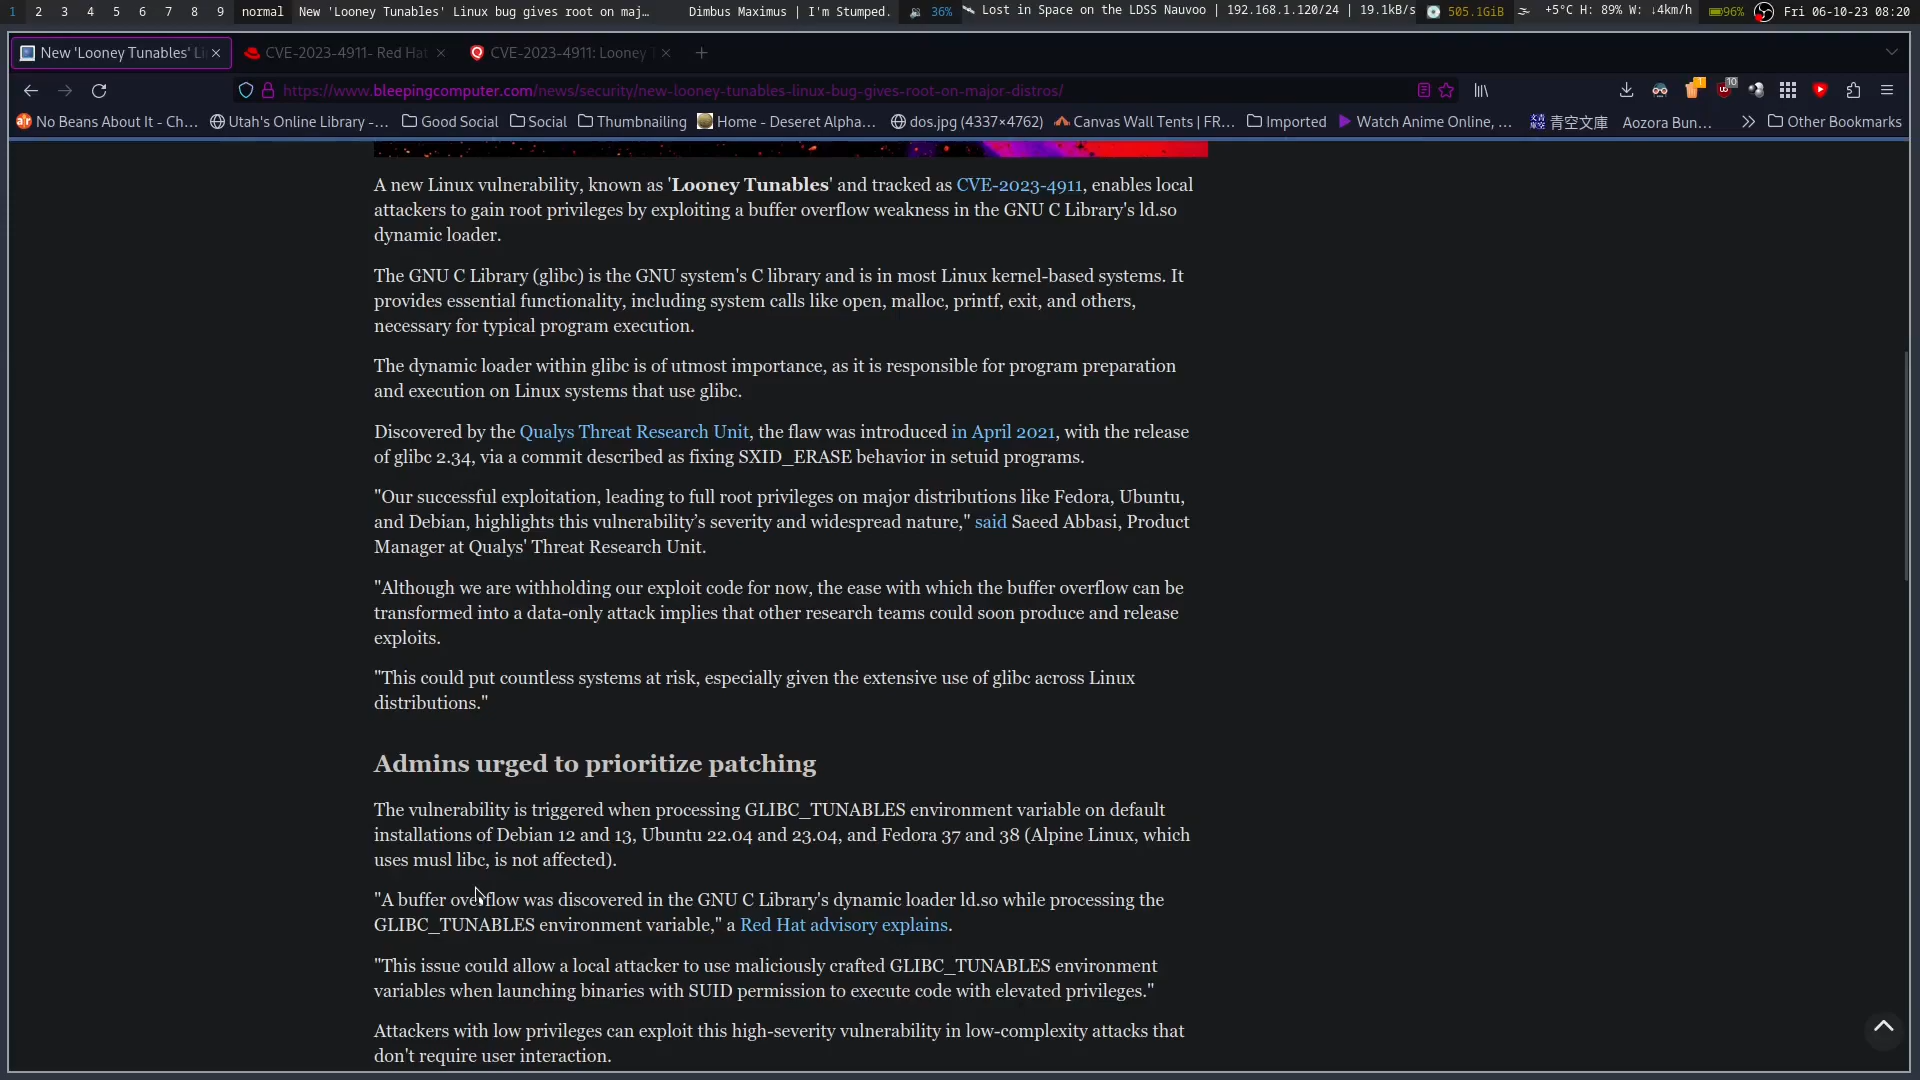 1 2 3 4 5 6 7 8 9 normal New 'Looney Tunables' Linux bug gives root on maj… Dimbus Maximus | I'm Stumped. 36% Lost in Space on the LDSS Nauvoo | 192.168.1.120/24 | 19.1kB/s 505.1GiB +5°C H: 89% W: ↓4km/h 96% Fri 06-10-23 08:20
New 'Looney Tunables' Li CVE-2023-4911- Red Hat CVE-2023-4911: Looney T
https://www.bleepingcomputer.com/news/security/new-looney-tunables-linux-bug-gives-root-on-major-distros/ 1 10
No Beans About It - Ch… Utah's Online Library -… Good Social Social Thumbnailing Home - Deseret Alpha… dos.jpg (4337×4762) Canvas Wall Tents | FR… Imported Watch Anime Online, … 青空文庫 Aozora Bun… Other Bookmarks
A new Linux vulnerability, known as 'Looney Tunables' and tracked as CVE-2023-4911, enables local
attackers to gain root privileges by exploiting a buffer overflow weakness in the GNU C Library's ld.so
dynamic loader.
The GNU C Library (glibc) is the GNU system's C library and is in most Linux kernel-based systems. It
provides essential functionality, including system calls like open, malloc, printf, exit, and others,
necessary for typical program execution.
The dynamic loader within glibc is of utmost importance, as it is responsible for program preparation
and execution on Linux systems that use glibc.
Discovered by the Qualys Threat Research Unit, the flaw was introduced in April 2021, with the release
of glibc 2.34, via a commit described as fixing SXID_ERASE behavior in setuid programs.
"Our successful exploitation, leading to full root privileges on major distributions like Fedora, Ubuntu,
and Debian, highlights this vulnerability’s severity and widespread nature," said Saeed Abbasi, Product
Manager at Qualys' Threat Research Unit.
"Although we are withholding our exploit code for now, the ease with which the buffer overflow can be
transformed into a data-only attack implies that other research teams could soon produce and release
exploits.
"This could put countless systems at risk, especially given the extensive use of glibc across Linux
distributions."
Admins urged to prioritize patching
The vulnerability is triggered when processing GLIBC_TUNABLES environment variable on default
installations of Debian 12 and 13, Ubuntu 22.04 and 23.04, and Fedora 37 and 38 (Alpine Linux, which
uses musl libc, is not affected).
"A buffer overflow was discovered in the GNU C Library's dynamic loader ld.so while processing the
GLIBC_TUNABLES environment variable," a Red Hat advisory explains.
"This issue could allow a local attacker to use maliciously crafted GLIBC_TUNABLES environment
variables when launching binaries with SUID permission to execute code with elevated privileges."
Attackers with low privileges can exploit this high-severity vulnerability in low-complexity attacks that
don't require user interaction.